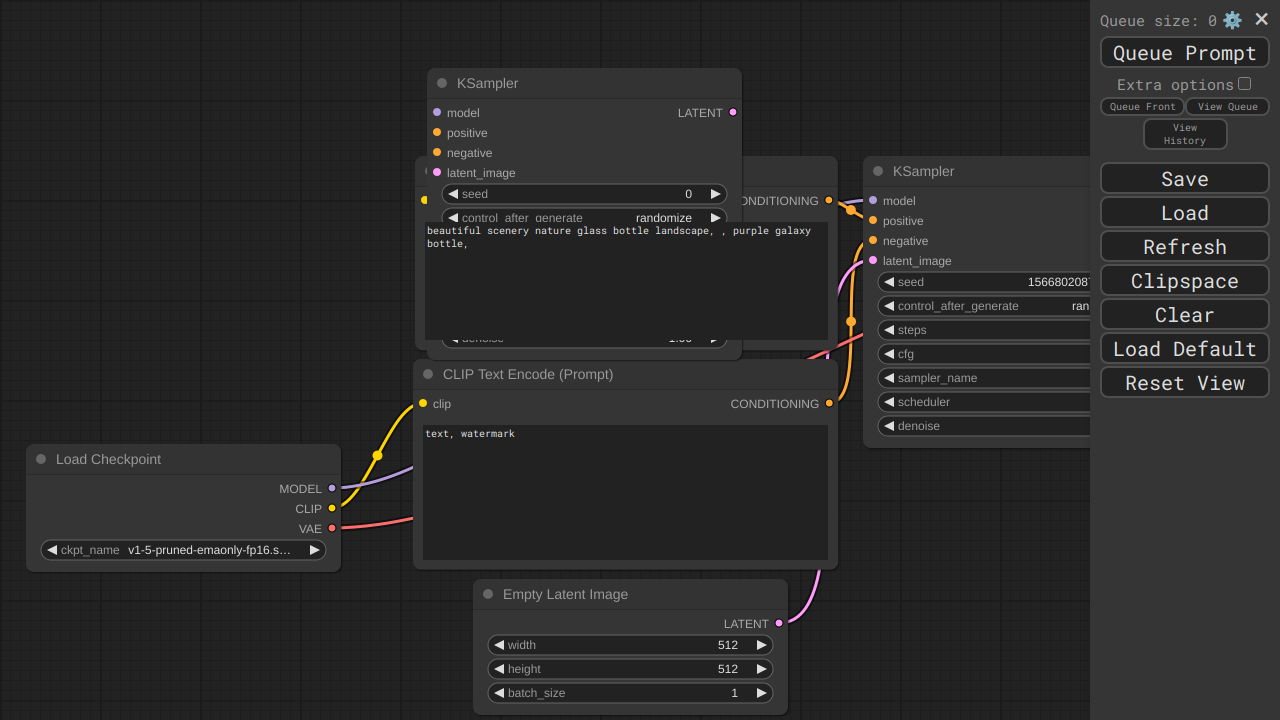 Queue size: 0
Queue Prompt
Extra options
Queue Front
View Queue
View
History
Save
Load
Refresh
Clipspace
Clear
Load Default
Reset View
KSampler
model
LATENT
positive
negative
latent_image
seed 0
control_after_generate randomize
CONDITIONING
beautiful scenery nature glass bottle landscape, , purple galaxy
bottle,
denoise 1.00
KSampler
model
positive
negative
latent_image
seed 156680208
control_after_generate ran
steps
cfg
sampler_name
scheduler
denoise
CLIP Text Encode (Prompt)
clip
CONDITIONING
text, watermark
Load Checkpoint
MODEL
CLIP
VAE
ckpt_name v1-5-pruned-emaonly-fp16.s…
Empty Latent Image
LATENT
width 512
height 512
batch_size 1